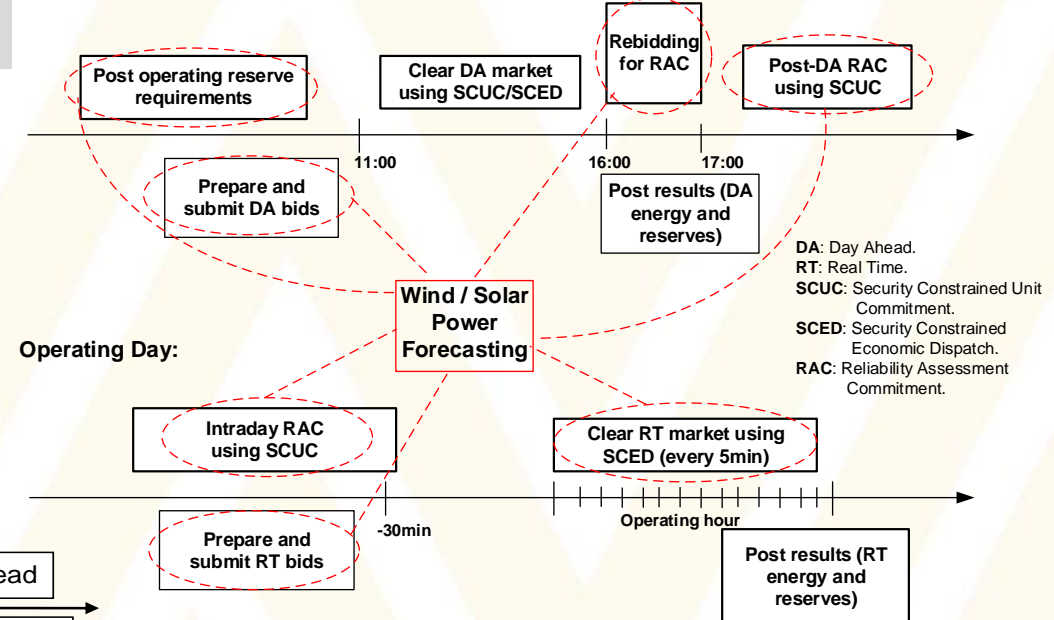 Post operating reserve
requirements
Clear DA market
using SCUC/SCED
Rebidding
for RAC
Post-DA RAC
using SCUC
11:00
16:00
17:00
Prepare and
submit DA bids
Post results (DA
energy and
reserves)
DA: Day Ahead.
RT: Real Time.
SCUC: Security Constrained Unit
Commitment.
SCED: Security Constrained
Economic Dispatch.
RAC: Reliability Assessment
Commitment.
Wind / Solar
Power
Forecasting
Operating Day:
Intraday RAC
using SCUC
Clear RT market using
SCED (every 5min)
-30min
Operating hour
Prepare and
submit RT bids
Post results (RT
energy and
reserves)
ead